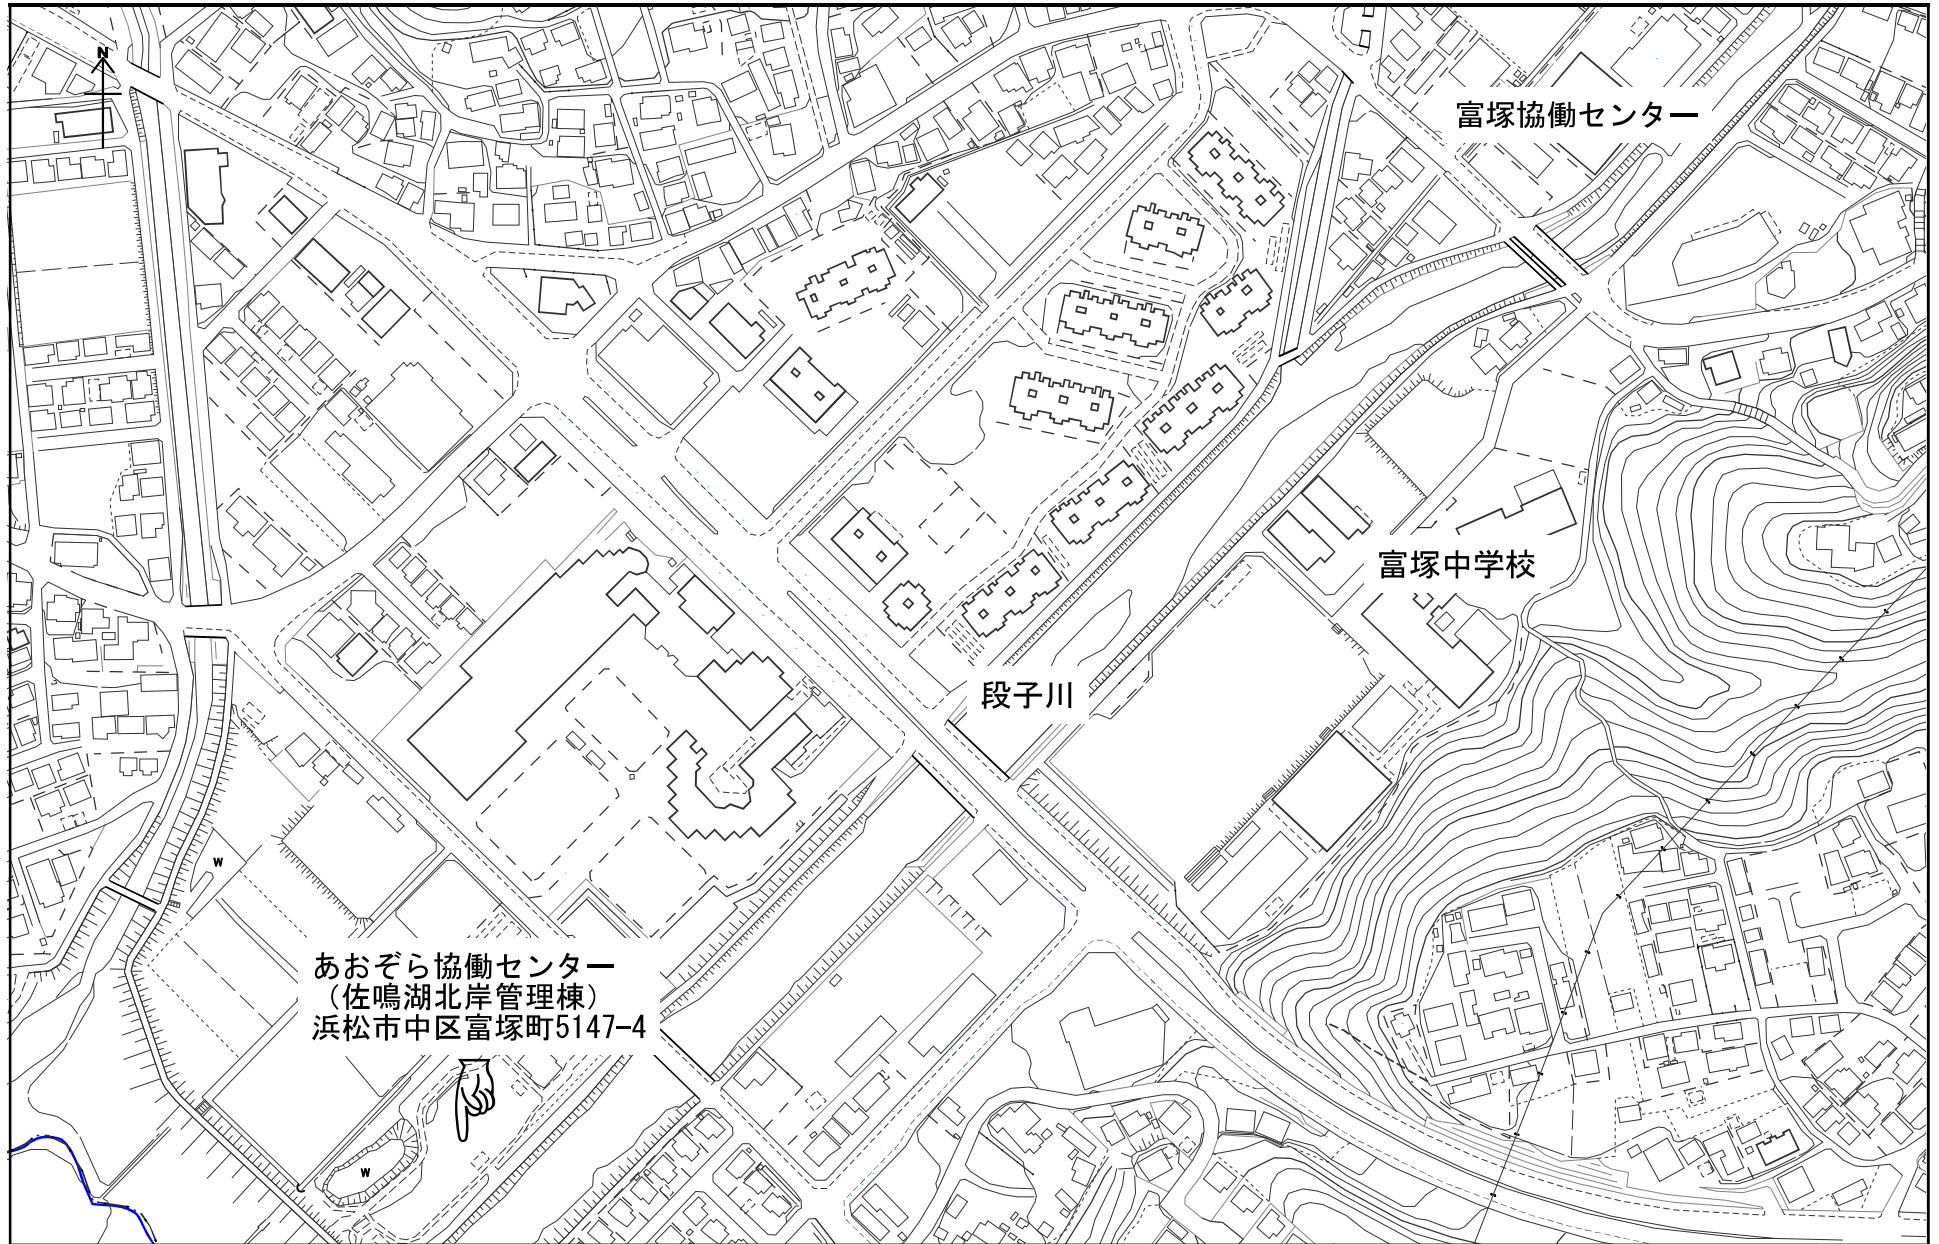 N
富塚協働センター
富塚中学校
段子川
W
あおぞら協働センター
（佐鳴湖北岸管理棟）
浜松市中区富塚町5147-4
W